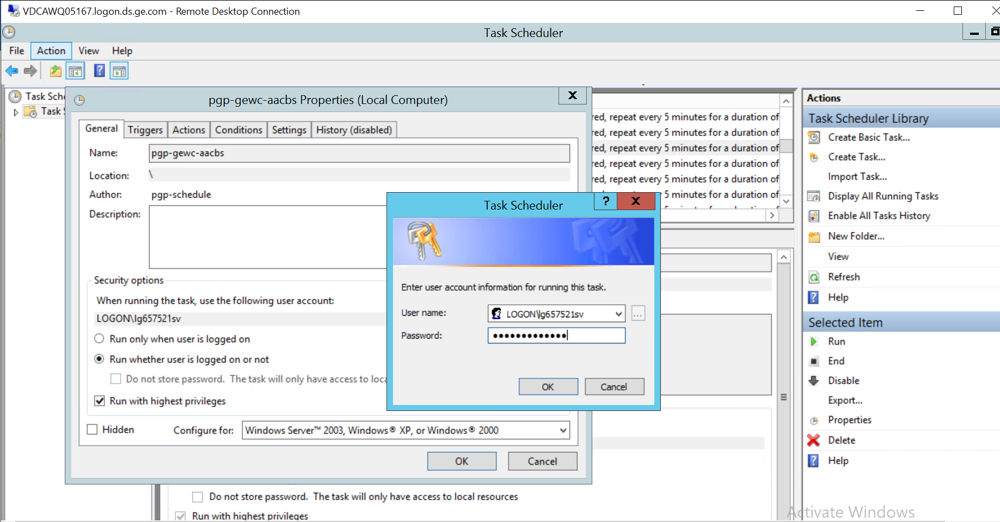 VDCAWQ05167.logon.ds.ge.com - Remote Desktop Connection
Task Scheduler
File Action View Help
Task Sche
Task S
pgp-gewc-aacbs Properties (Local Computer)
X
General Triggers Actions Conditions Settings History (disabled)
Name: pgp-gewc-aacbs
Location: \
Author: pgp-schedule
Description:
Security options
When running the task, use the following user account:
LOGON\lg657521sv
Run only when user is logged on
Run whether user is logged on or not
Do not store password. The task will only have access to loca
Run with highest privileges
Hidden
Configure for: Windows Server™ 2003, Windows® XP, or Windows® 2000
OK Cancel
red, repeat every 5 minutes for a duration of
red, repeat every 5 minutes for a duration of
red, repeat every 5 minutes for a duration of
red, repeat every 5 minutes for a duration of
red, repeat every 5 minutes for a duration of
5 minutes for a duration of
Task Scheduler
? X
Enter user account information for running this task.
User name: LOGON\lg657521sv ...
Password: •••••••••••••
OK Cancel
Do not store password. The task will only have access to local resources
Run with highest privileges
Actions
Task Scheduler Library
Create Basic Task...
Create Task...
Import Task...
Display All Running Tasks
Enable All Tasks History
New Folder...
View
Refresh
Help
Selected Item
Run
End
Disable
Export...
Properties
Delete
Help
Activate Windows